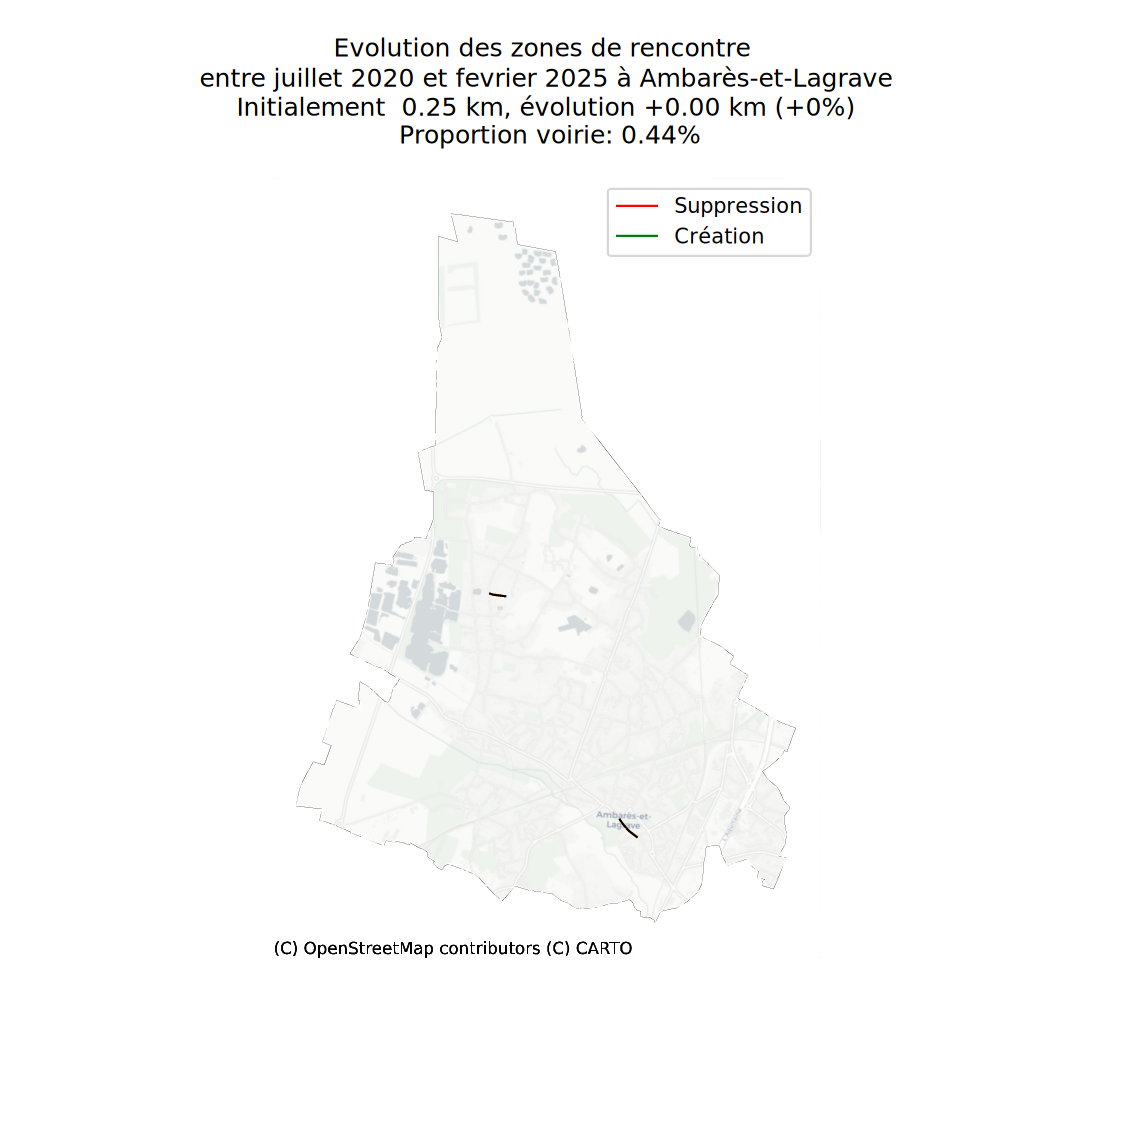 Evolution des zones de rencontre
entre juillet 2020 et fevrier 2025 à Ambarès-et-Lagrave
Initialement  0.25 km, évolution +0.00 km (+0%)
Proportion voirie: 0.44%
Suppression
Création
Ambarès-et-
Lagrave
L'Aquitaine
(C) OpenStreetMap contributors (C) CARTO